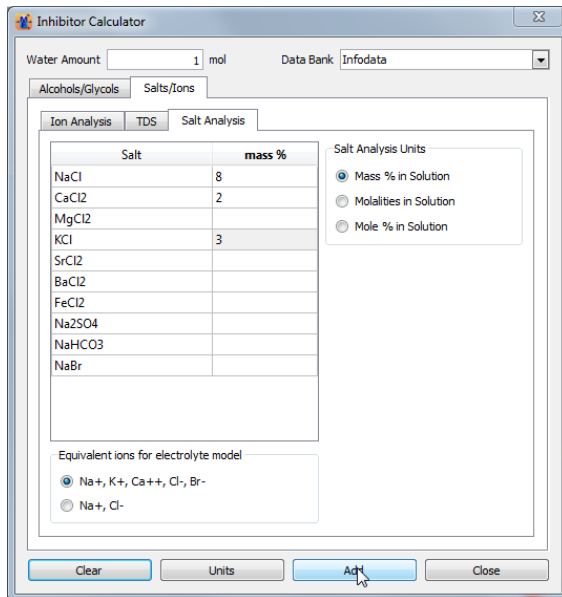 Inhibitor Calculator
Water Amount 1 mol Data Bank Infodata
Alcohols/Glycols Salts/Ions
Ion Analysis TDS Salt Analysis
Salt mass %
NaCl 8
CaCl2 2
MgCl2
KCl 3
SrCl2
BaCl2
FeCl2
Na2SO4
NaHCO3
NaBr
Salt Analysis Units
Mass % in Solution
Molalities in Solution
Mole % in Solution
Equivalent ions for electrolyte model
Na+, K+, Ca++, Cl-, Br-
Na+, Cl-
Clear Units Add Close